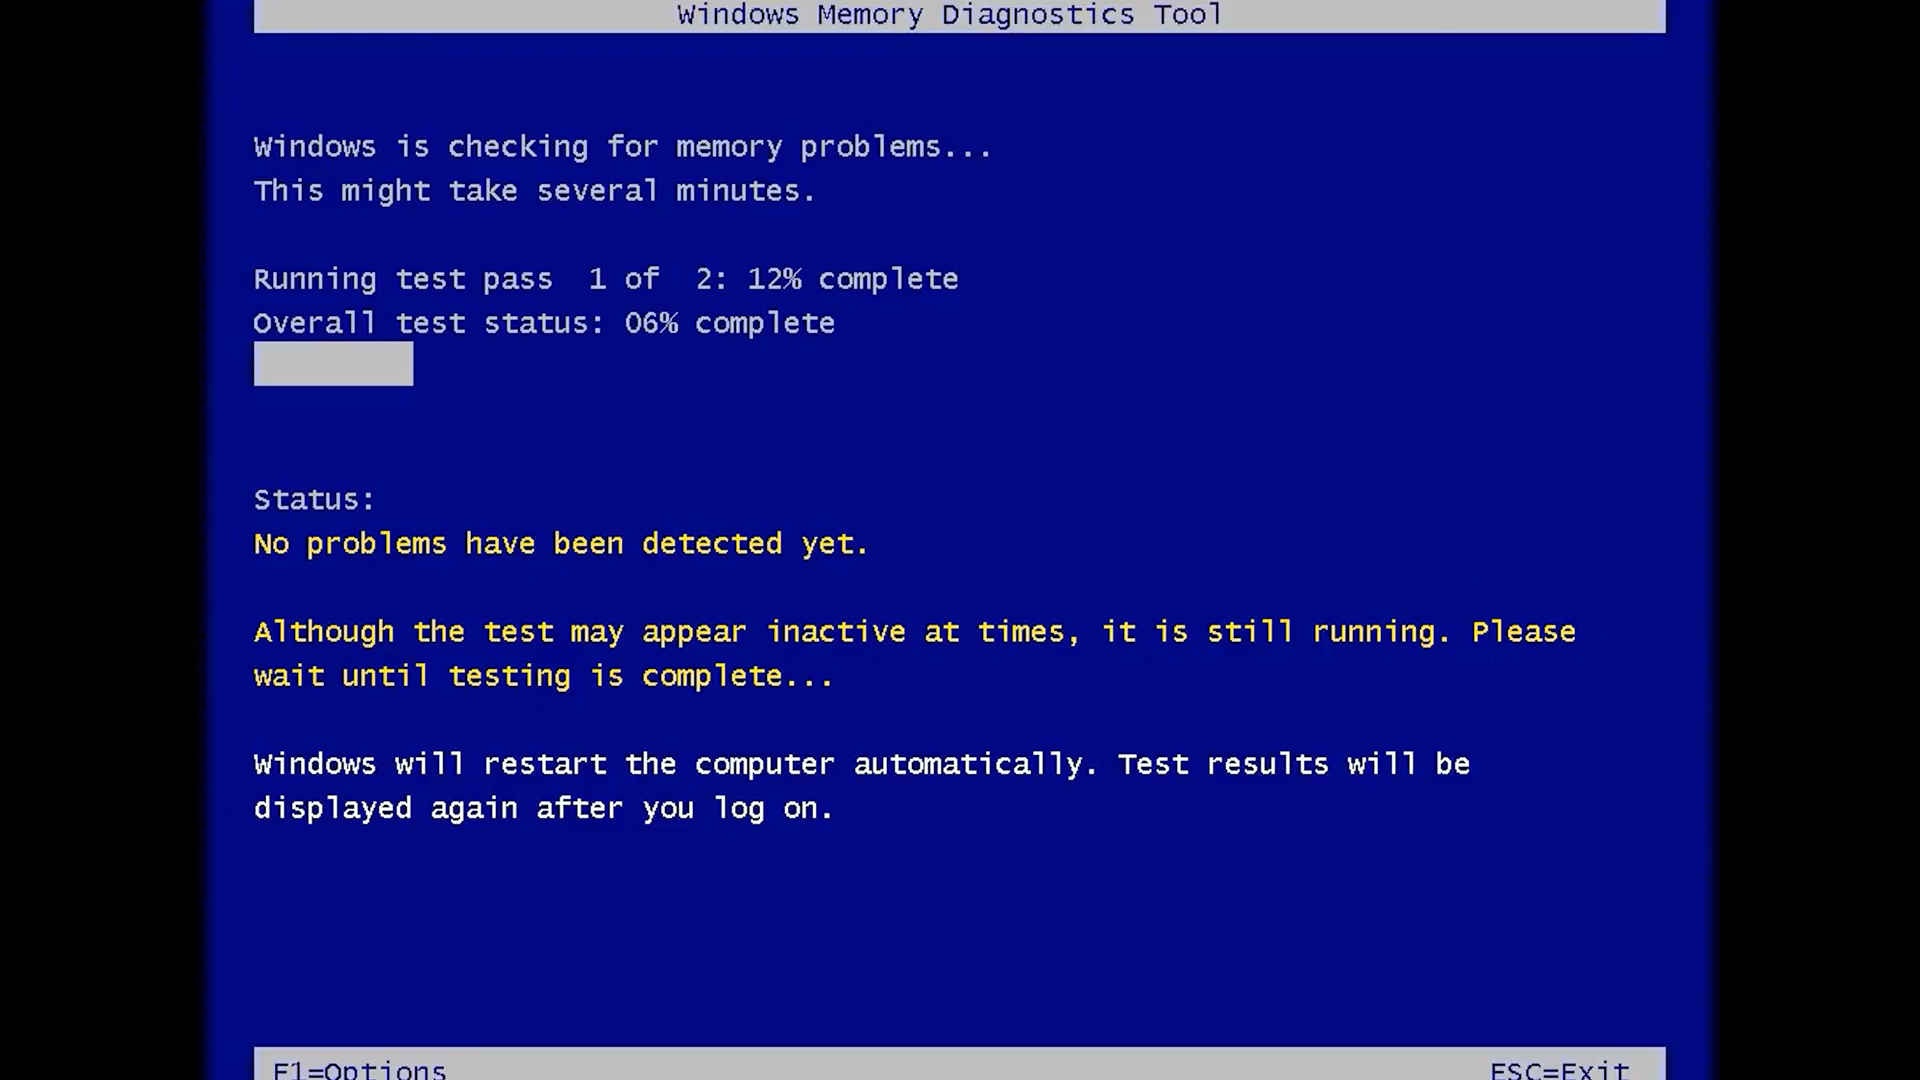 Windows Memory Diagnostics Tool
Windows is checking for memory problems...
This might take several minutes.
Running test pass  1 of  2: 12% complete
Overall test status: 06% complete
Status:
No problems have been detected yet.
Although the test may appear inactive at times, it is still running. Please
wait until testing is complete...
Windows will restart the computer automatically. Test results will be
displayed again after you log on.
F1=Options ESC=Exit